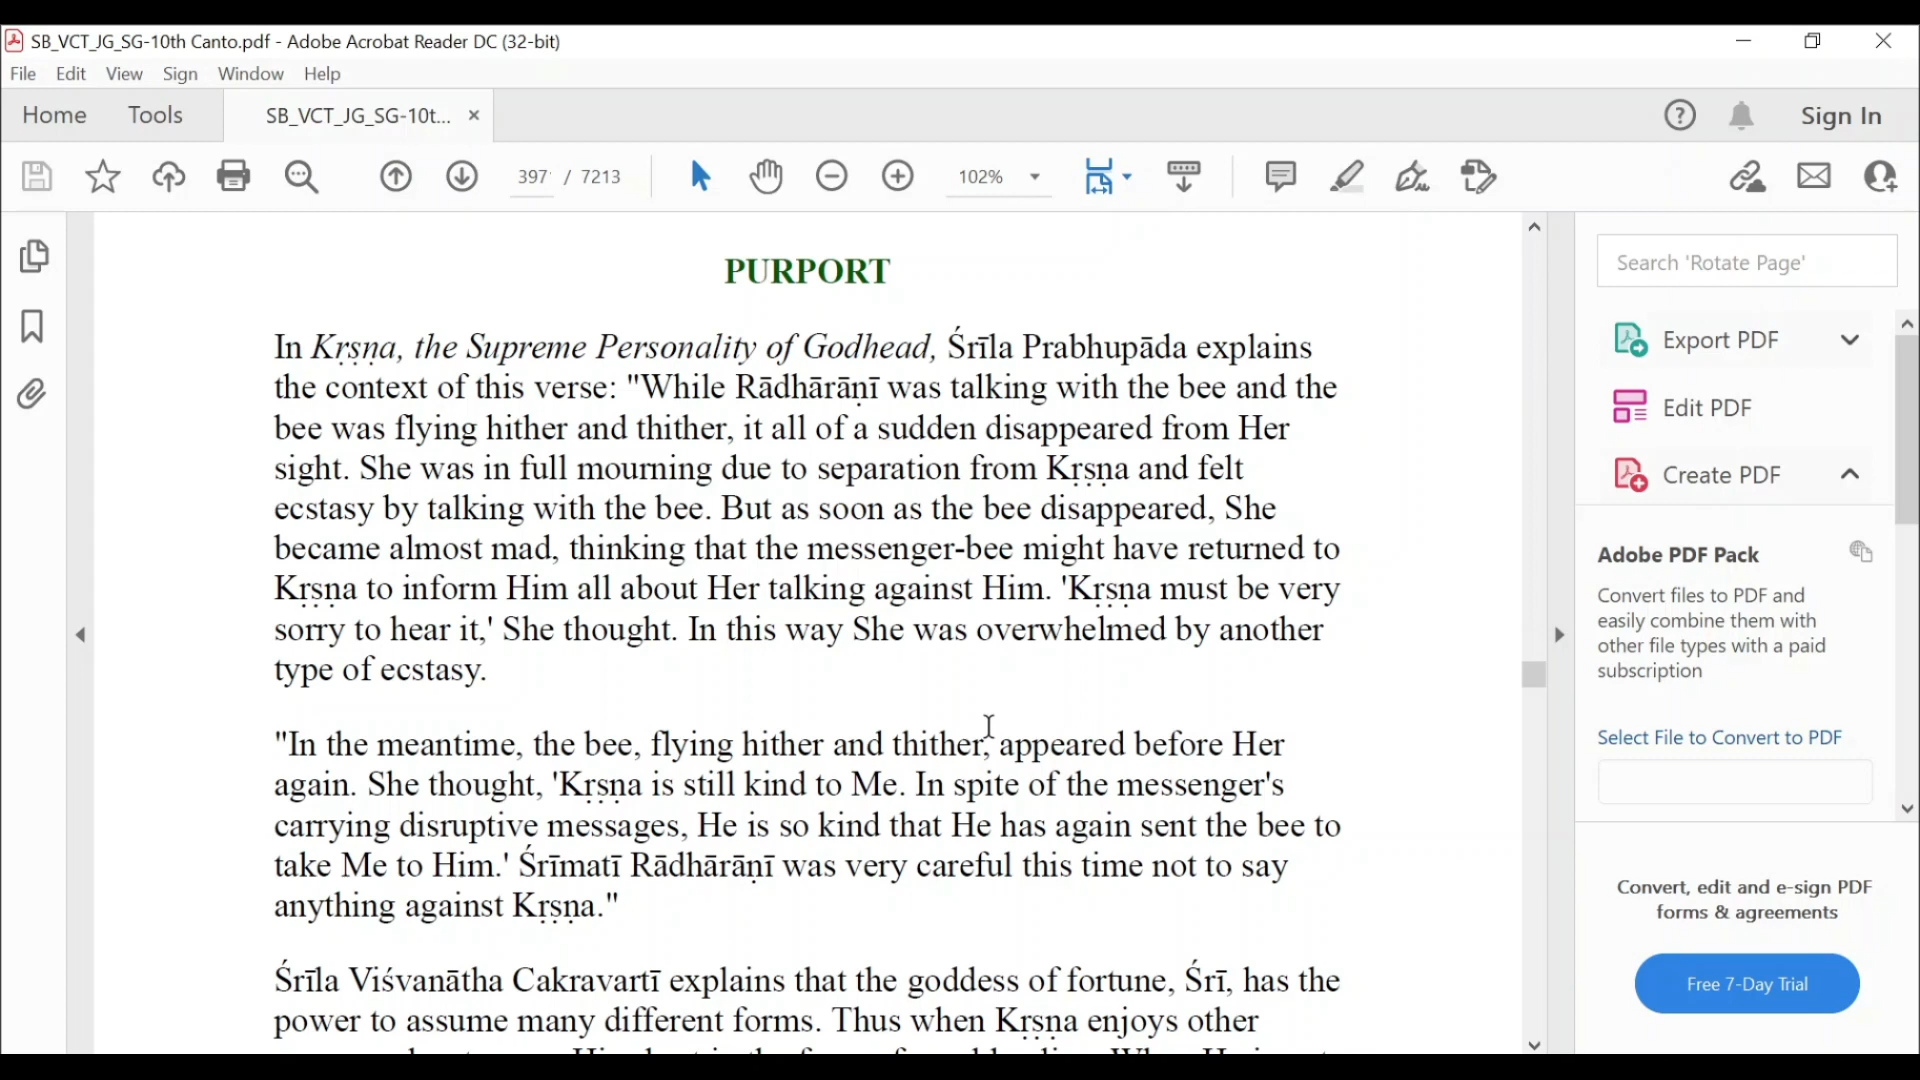 SB_VCT_JG_SG-10th Canto.pdf - Adobe Acrobat Reader DC (32-bit)
File Edit View Sign Window Help
Home Tools SB_VCT_JG_SG-10t... × Sign In
397 / 7213 102%
PURPORT
In Kṛṣṇa, the Supreme Personality of Godhead, Śrīla Prabhupāda explains
the context of this verse: "While Rādhārāṇī was talking with the bee and the
bee was flying hither and thither, it all of a sudden disappeared from Her
sight. She was in full mourning due to separation from Kṛṣṇa and felt
ecstasy by talking with the bee. But as soon as the bee disappeared, She
became almost mad, thinking that the messenger-bee might have returned to
Kṛṣṇa to inform Him all about Her talking against Him. 'Kṛṣṇa must be very
sorry to hear it,' She thought. In this way She was overwhelmed by another
type of ecstasy.
"In the meantime, the bee, flying hither and thither, appeared before Her
again. She thought, 'Kṛṣṇa is still kind to Me. In spite of the messenger's
carrying disruptive messages, He is so kind that He has again sent the bee to
take Me to Him.' Śrīmatī Rādhārāṇī was very careful this time not to say
anything against Kṛṣṇa."
Śrīla Viśvanātha Cakravartī explains that the goddess of fortune, Śrī, has the
power to assume many different forms. Thus when Kṛṣṇa enjoys other
Search 'Rotate Page'
Export PDF
Edit PDF
Create PDF
Adobe PDF Pack
Convert files to PDF and
easily combine them with
other file types with a paid
subscription
Select File to Convert to PDF
Convert, edit and e-sign PDF
forms & agreements
Free 7-Day Trial